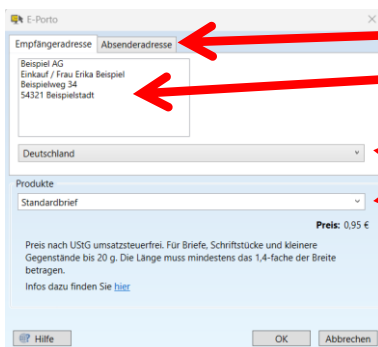 E-Porto
Empfängeradresse Absenderadresse
Beispiel AG
Einkauf / Frau Erika Beispiel
Beispielweg 34
54321 Beispielstadt
Deutschland
Produkte
Standardbrief
Preis: 0,95 €
Preis nach UStG umsatzsteuerfrei. Für Briefe, Schriftstücke und kleinere
Gegenstände bis 20 g. Die Länge muss mindestens das 1,4-fache der Breite
betragen.
Infos dazu finden Sie hier
Hilfe OK Abbrechen